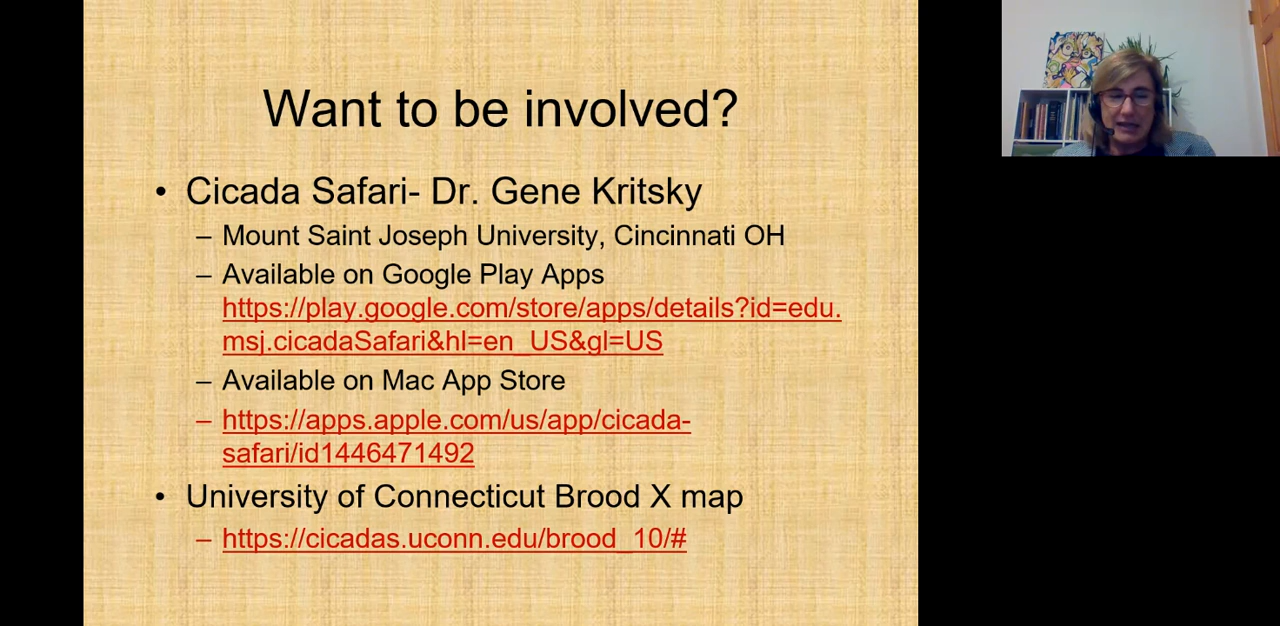 Want to be involved?
• Cicada Safari- Dr. Gene Kritsky
– Mount Saint Joseph University, Cincinnati OH
– Available on Google Play Apps
https://play.google.com/store/apps/details?id=edu.
msj.cicadaSafari&hl=en_US&gl=US
– Available on Mac App Store
– https://apps.apple.com/us/app/cicada-
safari/id1446471492
• University of Connecticut Brood X map
– https://cicadas.uconn.edu/brood_10/#